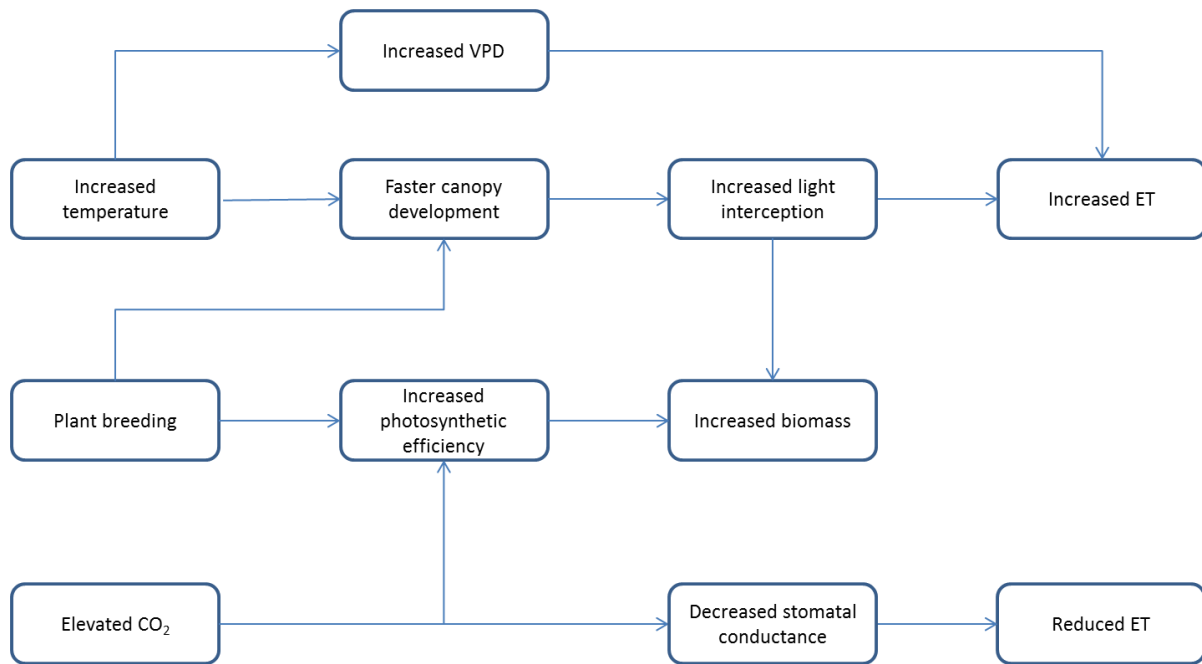 Increased VPD
Increased
temperature
Faster canopy
development
Increased light
interception
Increased ET
Plant breeding
Increased
photosynthetic
efficiency
Increased biomass
Elevated CO₂
Decreased stomatal
conductance
Reduced ET